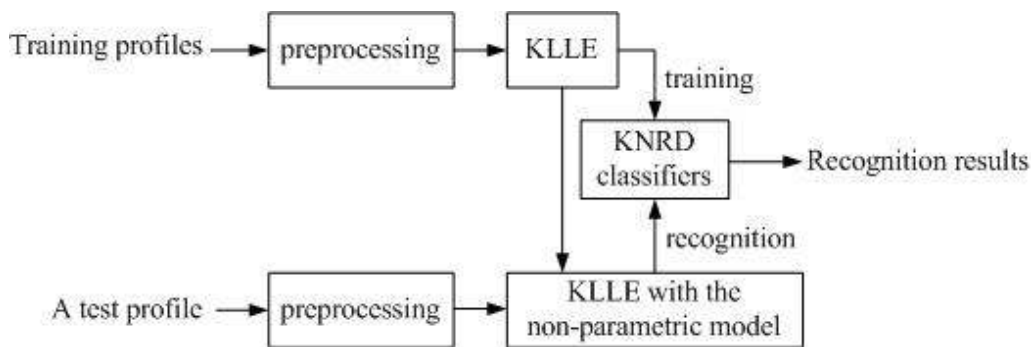 Training profiles
preprocessing
KLLE
training
KNRD
classifiers
Recognition results
recognition
A test profile
preprocessing
KLLE with the
non-parametric model